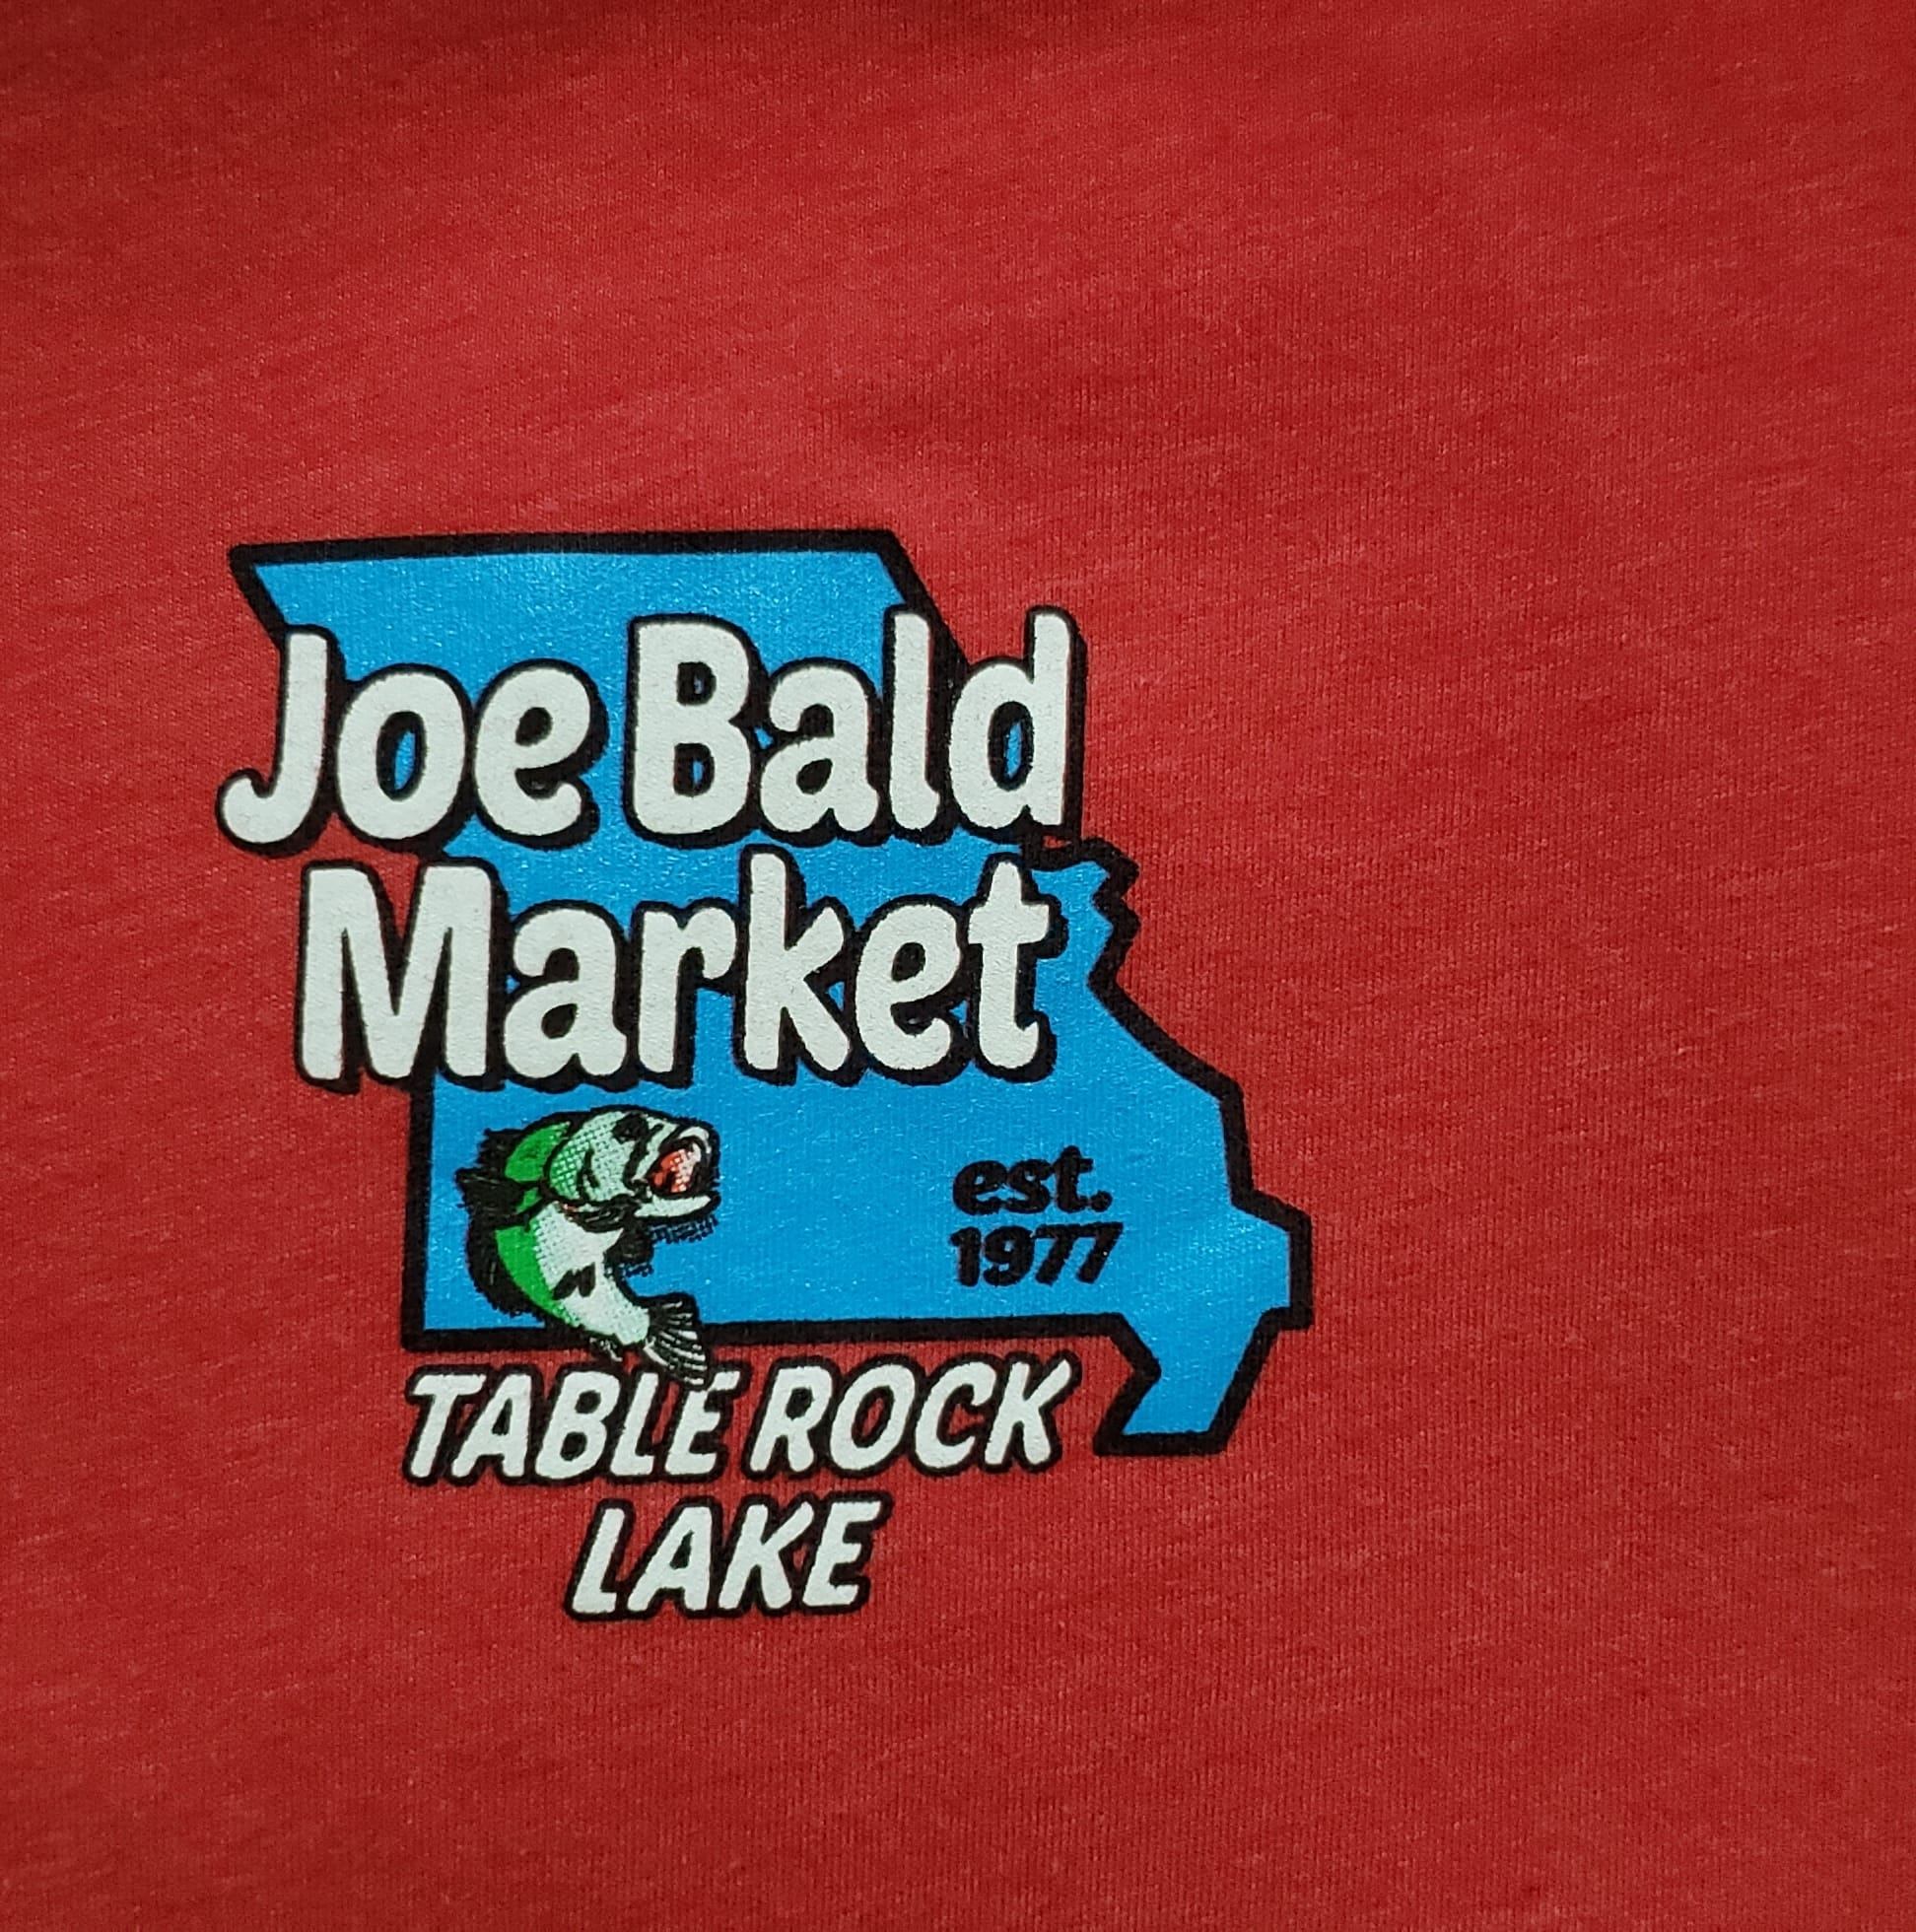 Joe Bald
Market
est.
1977
TABLE ROCK
LAKE